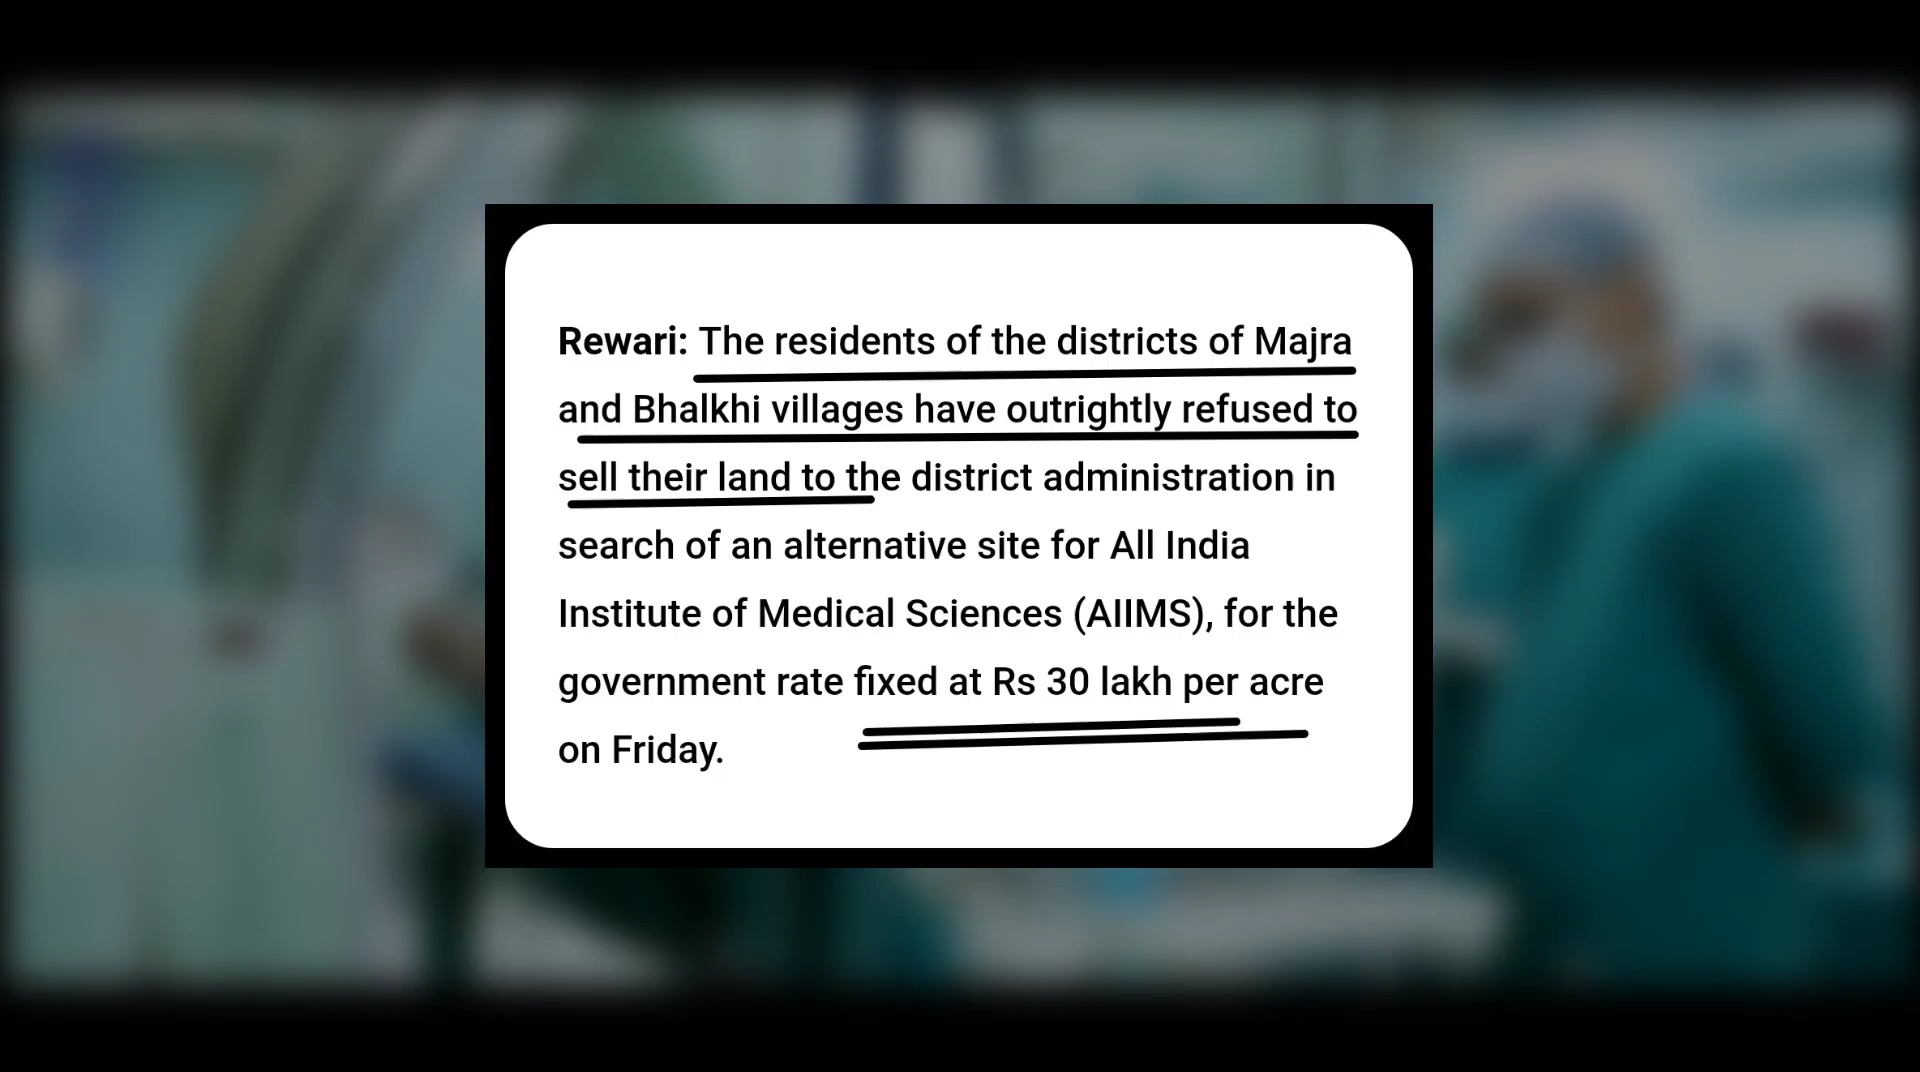 Rewari: The residents of the districts of Majra
and Bhalkhi villages have outrightly refused to
sell their land to the district administration in
search of an alternative site for All India
Institute of Medical Sciences (AIIMS), for the
government rate fixed at Rs 30 lakh per acre
on Friday.